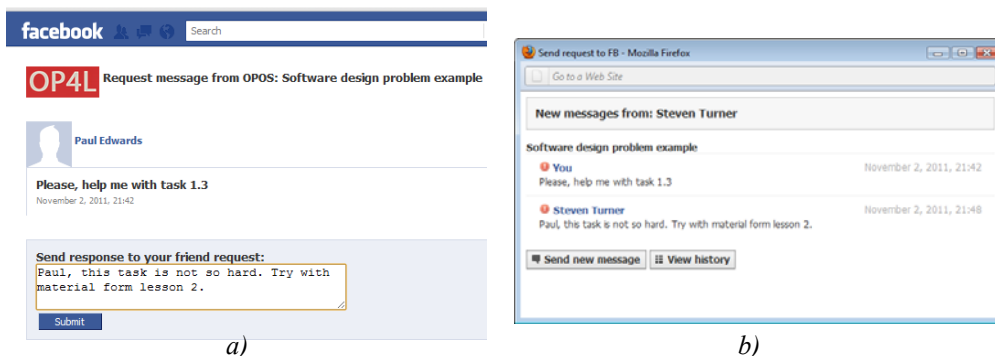 facebook
Search
OP4L Request message from OPOS: Software design problem example
Paul Edwards
Please, help me with task 1.3
November 2, 2011, 21:42
Send response to your friend request:
Paul, this task is not so hard. Try with
material form lesson 2.
Submit
a)
Send request to FB - Mozilla Firefox
Go to a Web Site
New messages from: Steven Turner
Software design problem example
You November 2, 2011, 21:42
Please, help me with task 1.3
Steven Turner November 2, 2011, 21:48
Paul, this task is not so hard. Try with material form lesson 2.
Send new message View history
b)